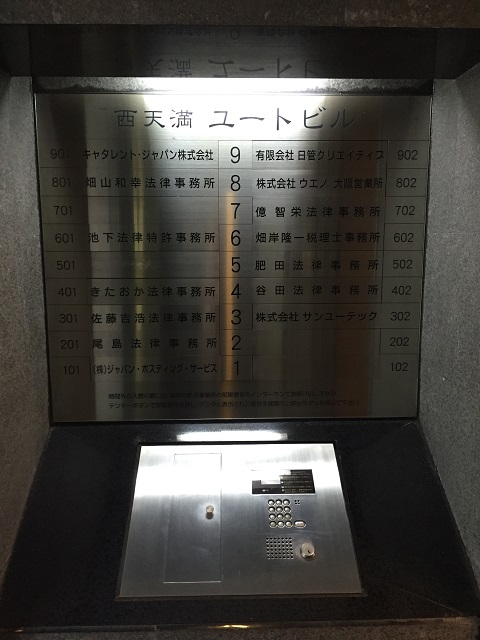 西天満 ユートビル
901 キャタレント・ジャパン株式会社 9 有限会社 日管クリエイティブ 902
801 畑山和幸法律事務所 8 株式会社 ウエノ 大阪営業所 802
701 7 億智栄法律事務所 702
601 池下法律特許事務所 6 畑岸隆一税理士事務所 602
501 5 肥田法律事務所 502
401 きたおか法律事務所 4 谷田法律事務所 402
301 佐藤吉浩法律事務所 3 株式会社 サンユーテック 302
201 尾島法律事務所 2 202
101 (株)ジャパン・ホスティング・サービス 1 102